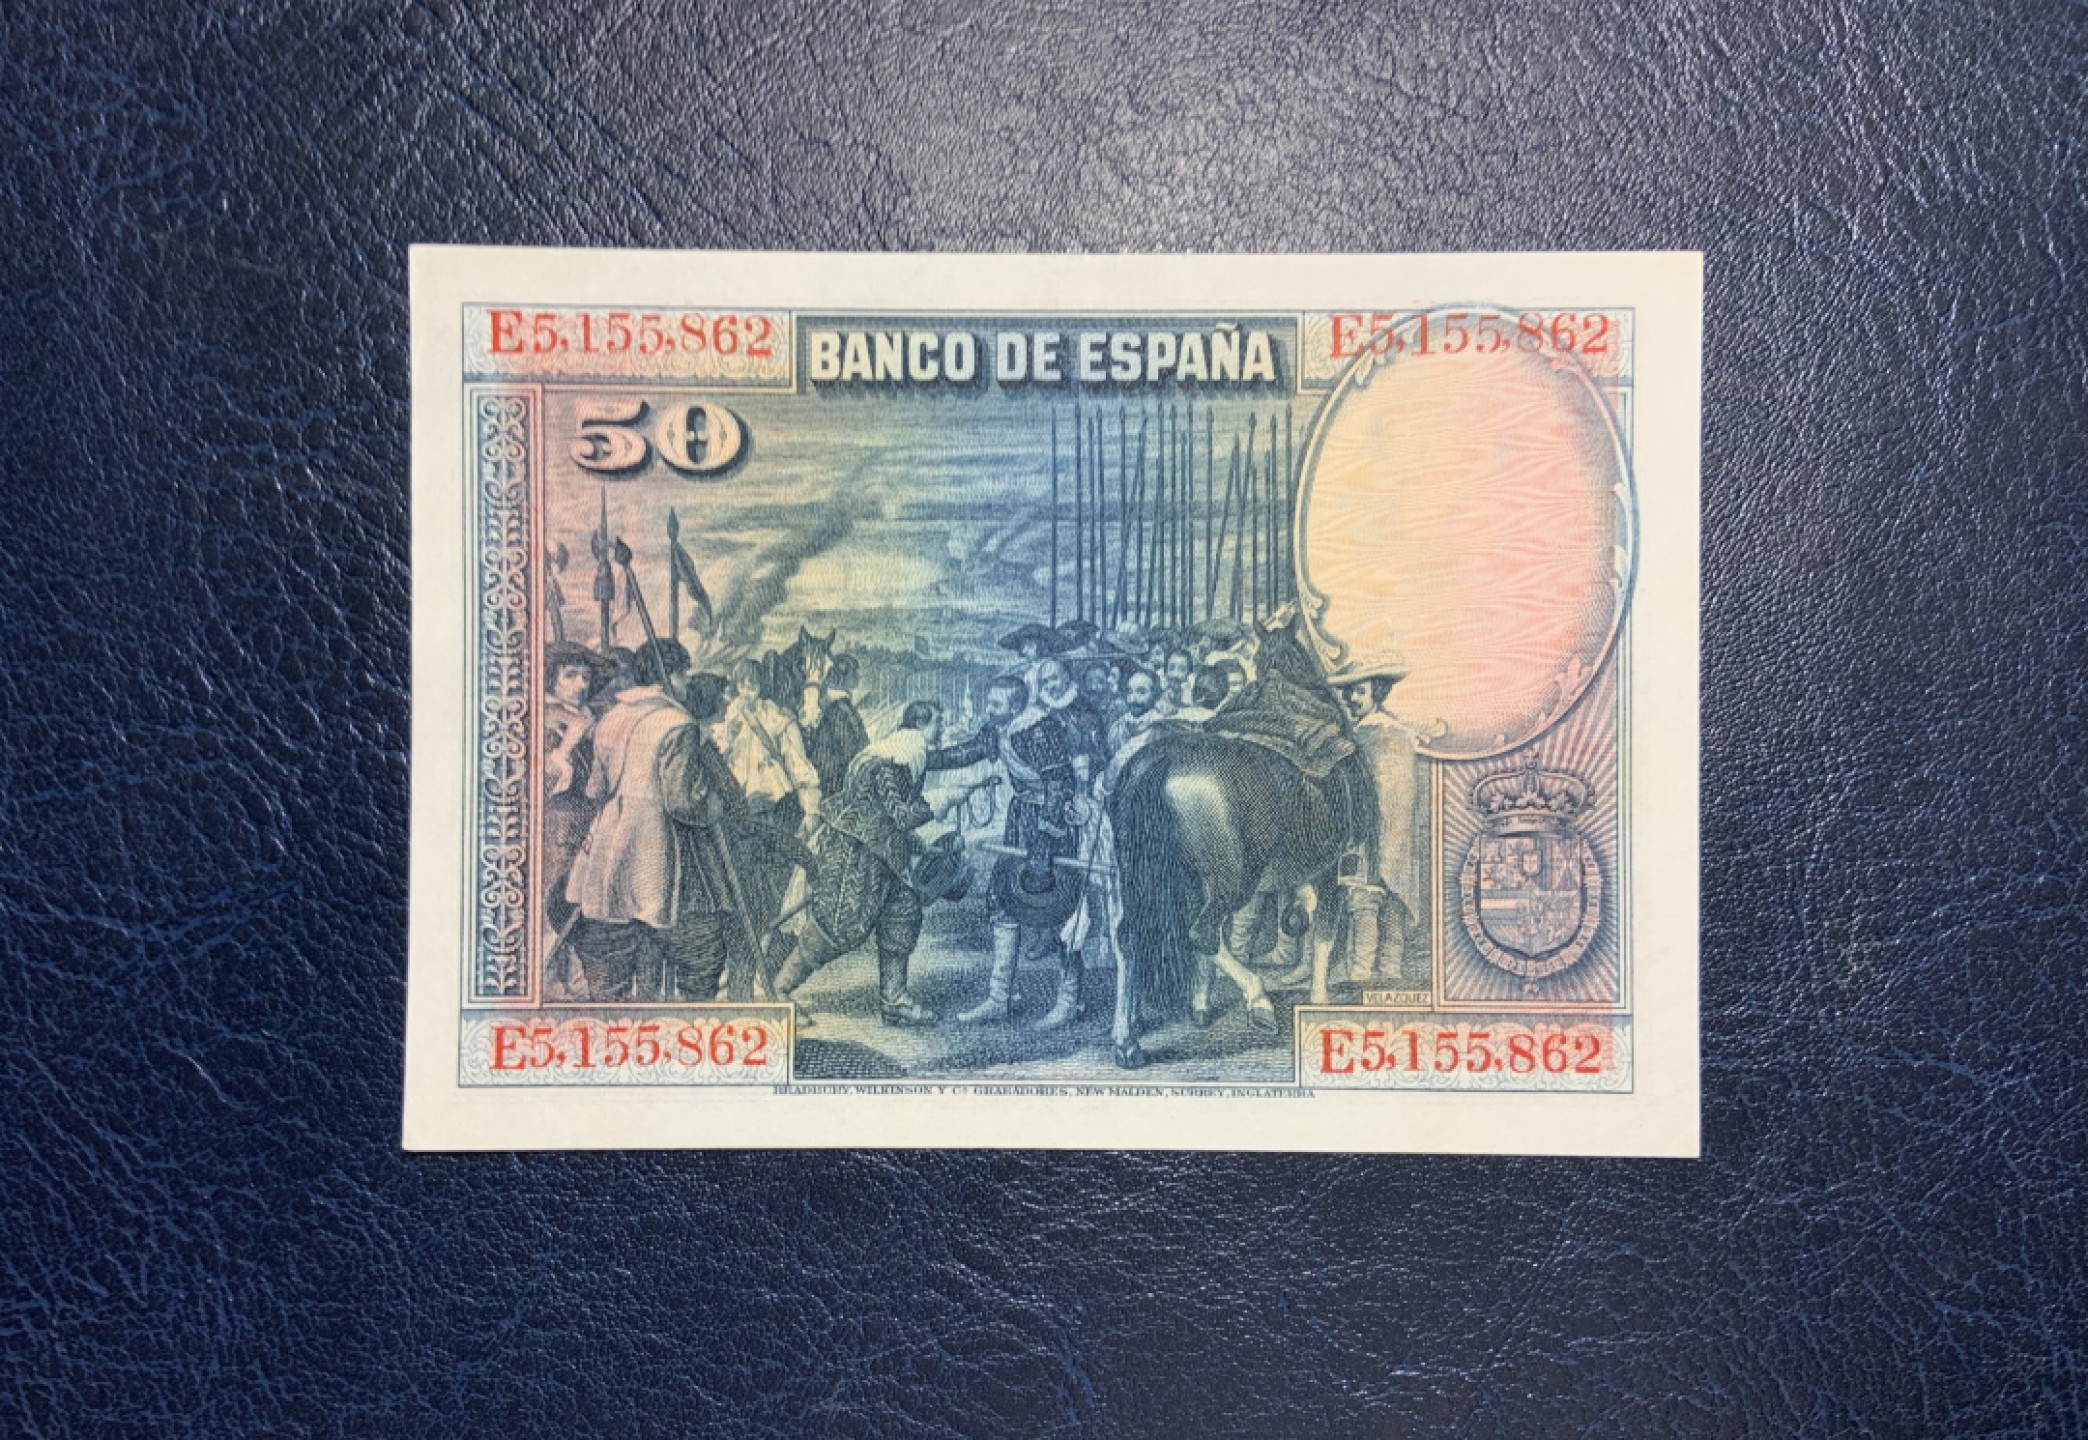 E5,155,862
BANCO DE ESPAÑA
E5,155,862
50
VELAZQUEZ
E5,155,862
E5,155,862
BRADBURY, WILKINSON Y Cª GRABADORES, NEW MALDEN, SURREY, INGLATERRA